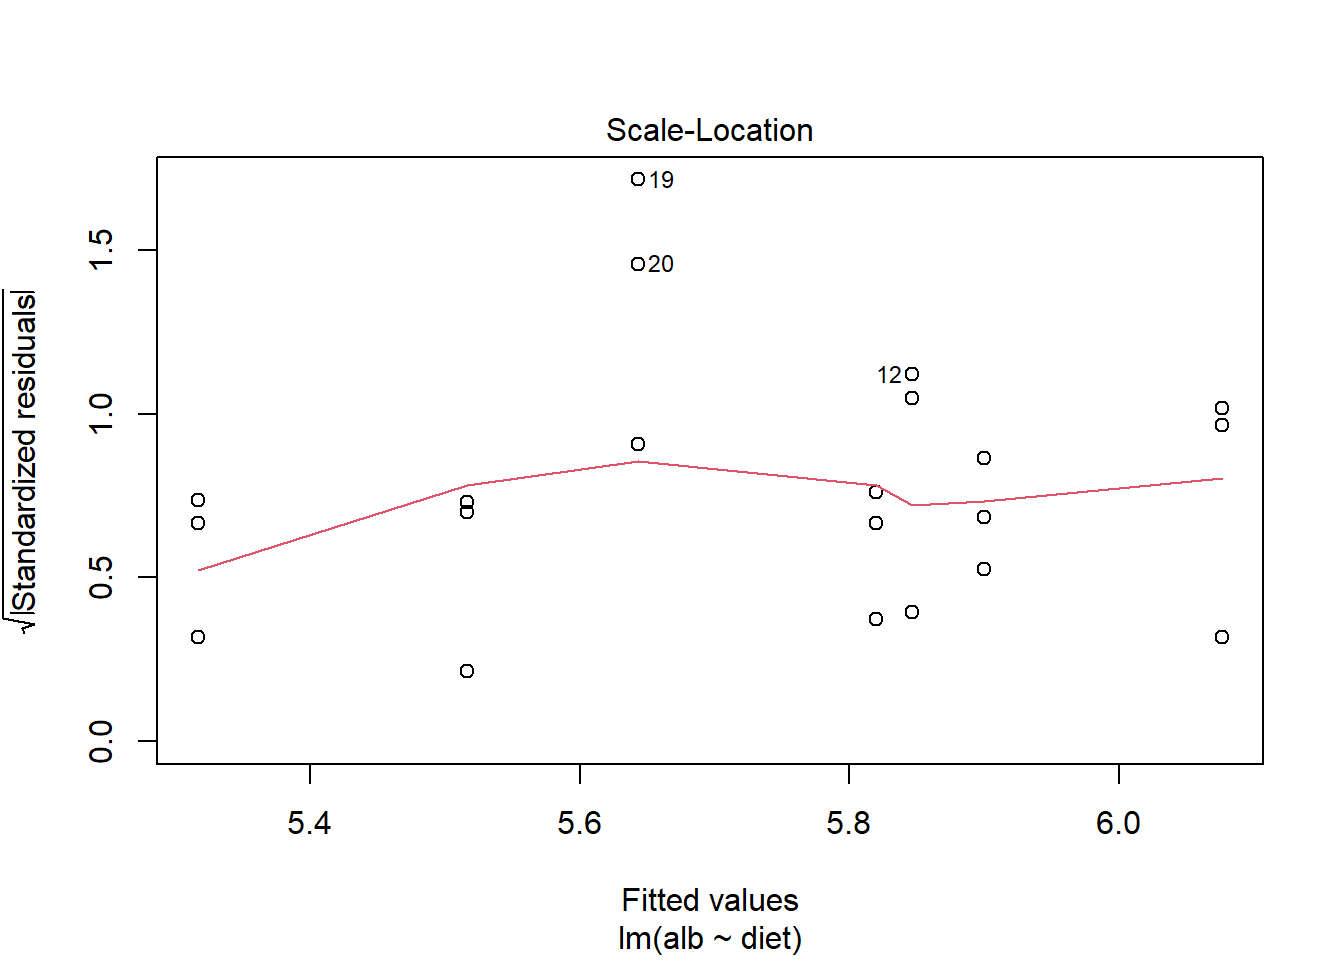 Scale-Location
√|Standardized residuals|
1.5
1.0
0.5
0.0
19
20
12
5.4 5.6 5.8 6.0
Fitted values
lm(alb ~ diet)